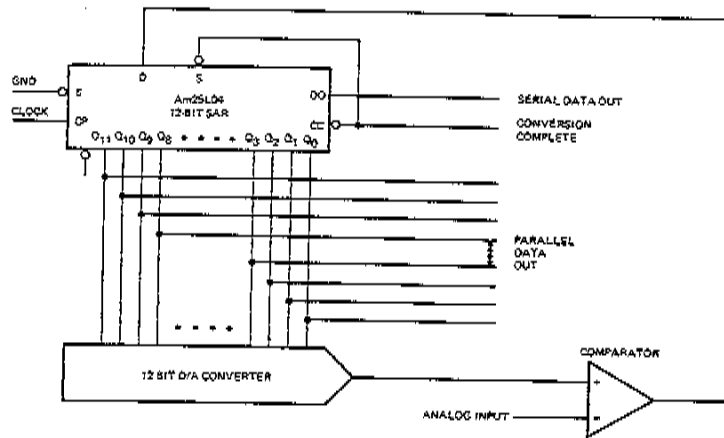 D S
GND
E
Am25L04
12-BIT SAR
DO
SERIAL DATA OUT
CLOCK
CP
CC
CONVERSION
COMPLETE
Q11 Q10 Q9 Q8 Q3 Q2 Q1 Q0
PARALLEL
DATA
OUT
12 BIT D/A CONVERTER
COMPARATOR
+
ANALOG INPUT
−